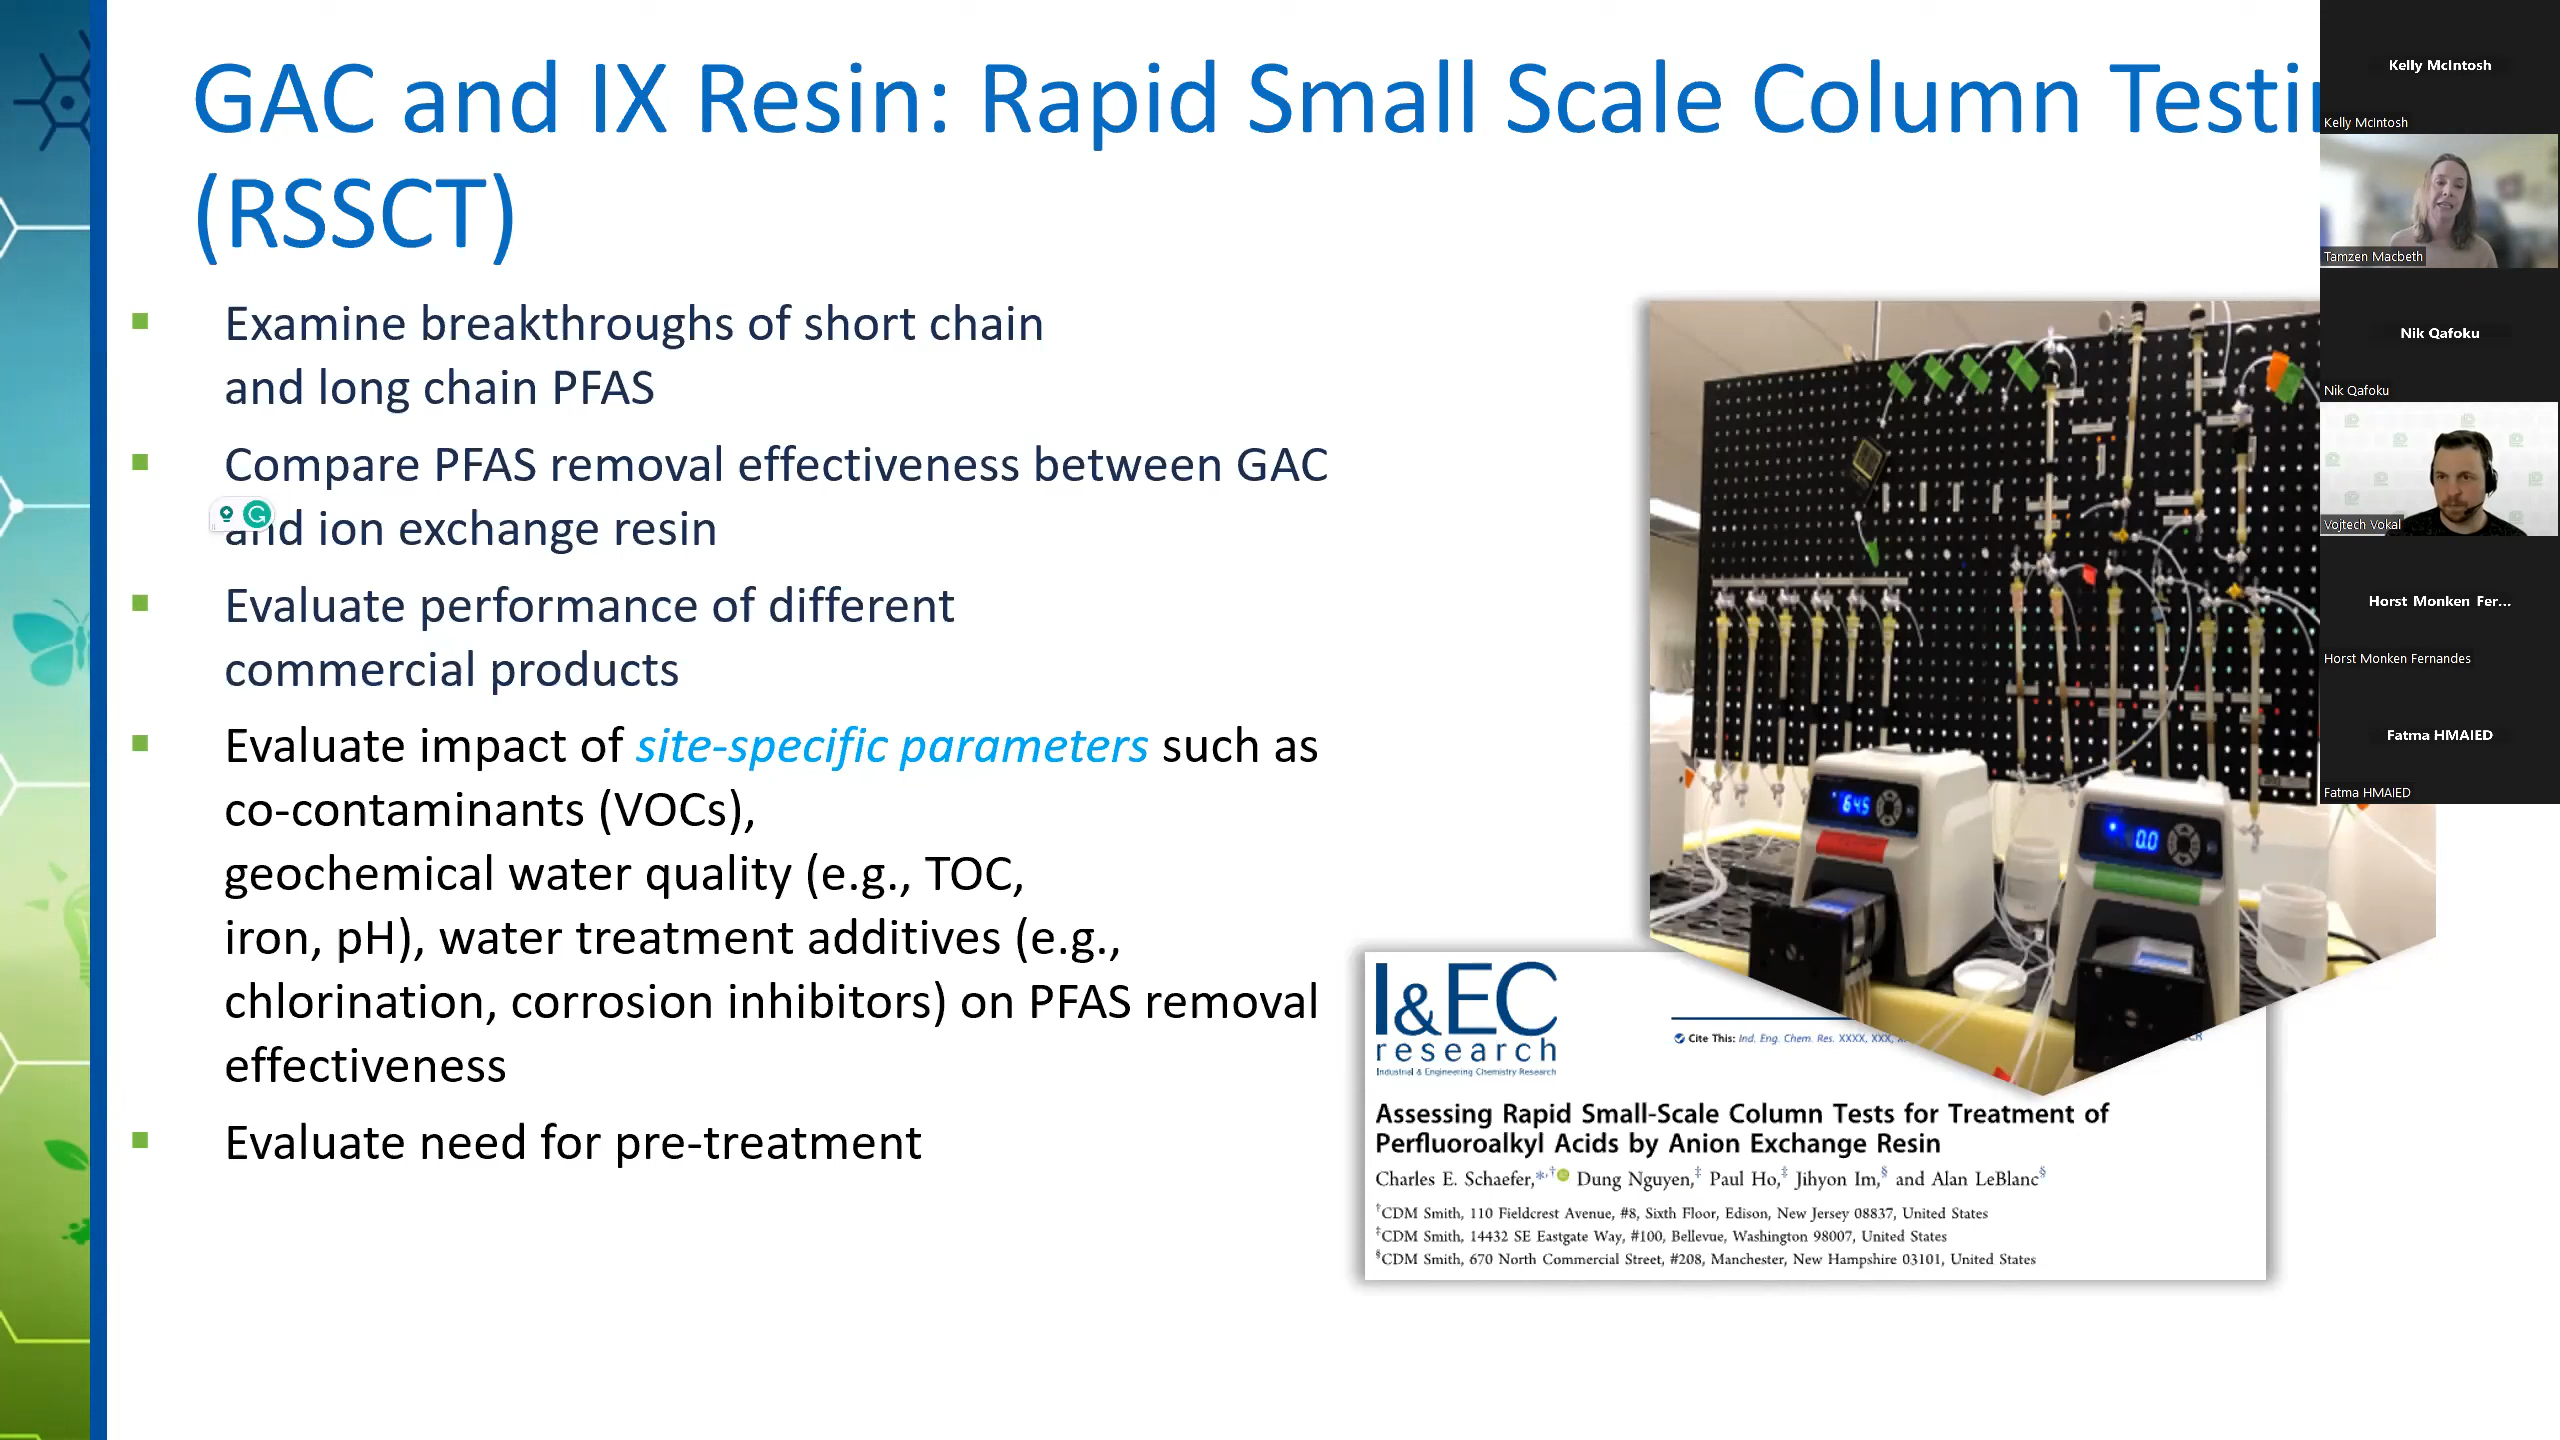 GAC and IX Resin: Rapid Small Scale Column
(RSSCT)
Examine breakthroughs of short chain
and long chain PFAS
Compare PFAS removal effectiveness between GAC
and ion exchange resin
Evaluate performance of different
commercial products
Evaluate impact of site-specific parameters such as
co-contaminants (VOCs),
geochemical water quality (e.g., TOC,
iron, pH), water treatment additives (e.g.,
chlorination, corrosion inhibitors) on PFAS removal
effectiveness
Evaluate need for pre-treatment
64.5
0.0
I&EC
research
Industrial & Engineering Chemistry Research
Cite This: Ind. Eng. Chem. Res. XXXX, XXX,
Assessing Rapid Small-Scale Column Tests for Treatment of
Perfluoroalkyl Acids by Anion Exchange Resin
Charles E. Schaefer,*,† Dung Nguyen,‡ Paul Ho,‡ Jihyon Im,§ and Alan LeBlanc§
†CDM Smith, 110 Fieldcrest Avenue, #8, Sixth Floor, Edison, New Jersey 08837, United States
‡CDM Smith, 14432 SE Eastgate Way, #100, Bellevue, Washington 98007, United States
§CDM Smith, 670 North Commercial Street, #208, Manchester, New Hampshire 03101, United States
Kelly McIntosh
Kelly McIntosh
Tamzen Macbeth
Nik Qafoku
Nik Qafoku
Vojtech Vokal
Horst Monken Fer...
Horst Monken Fernandes
Fatma HMAIED
Fatma HMAIED